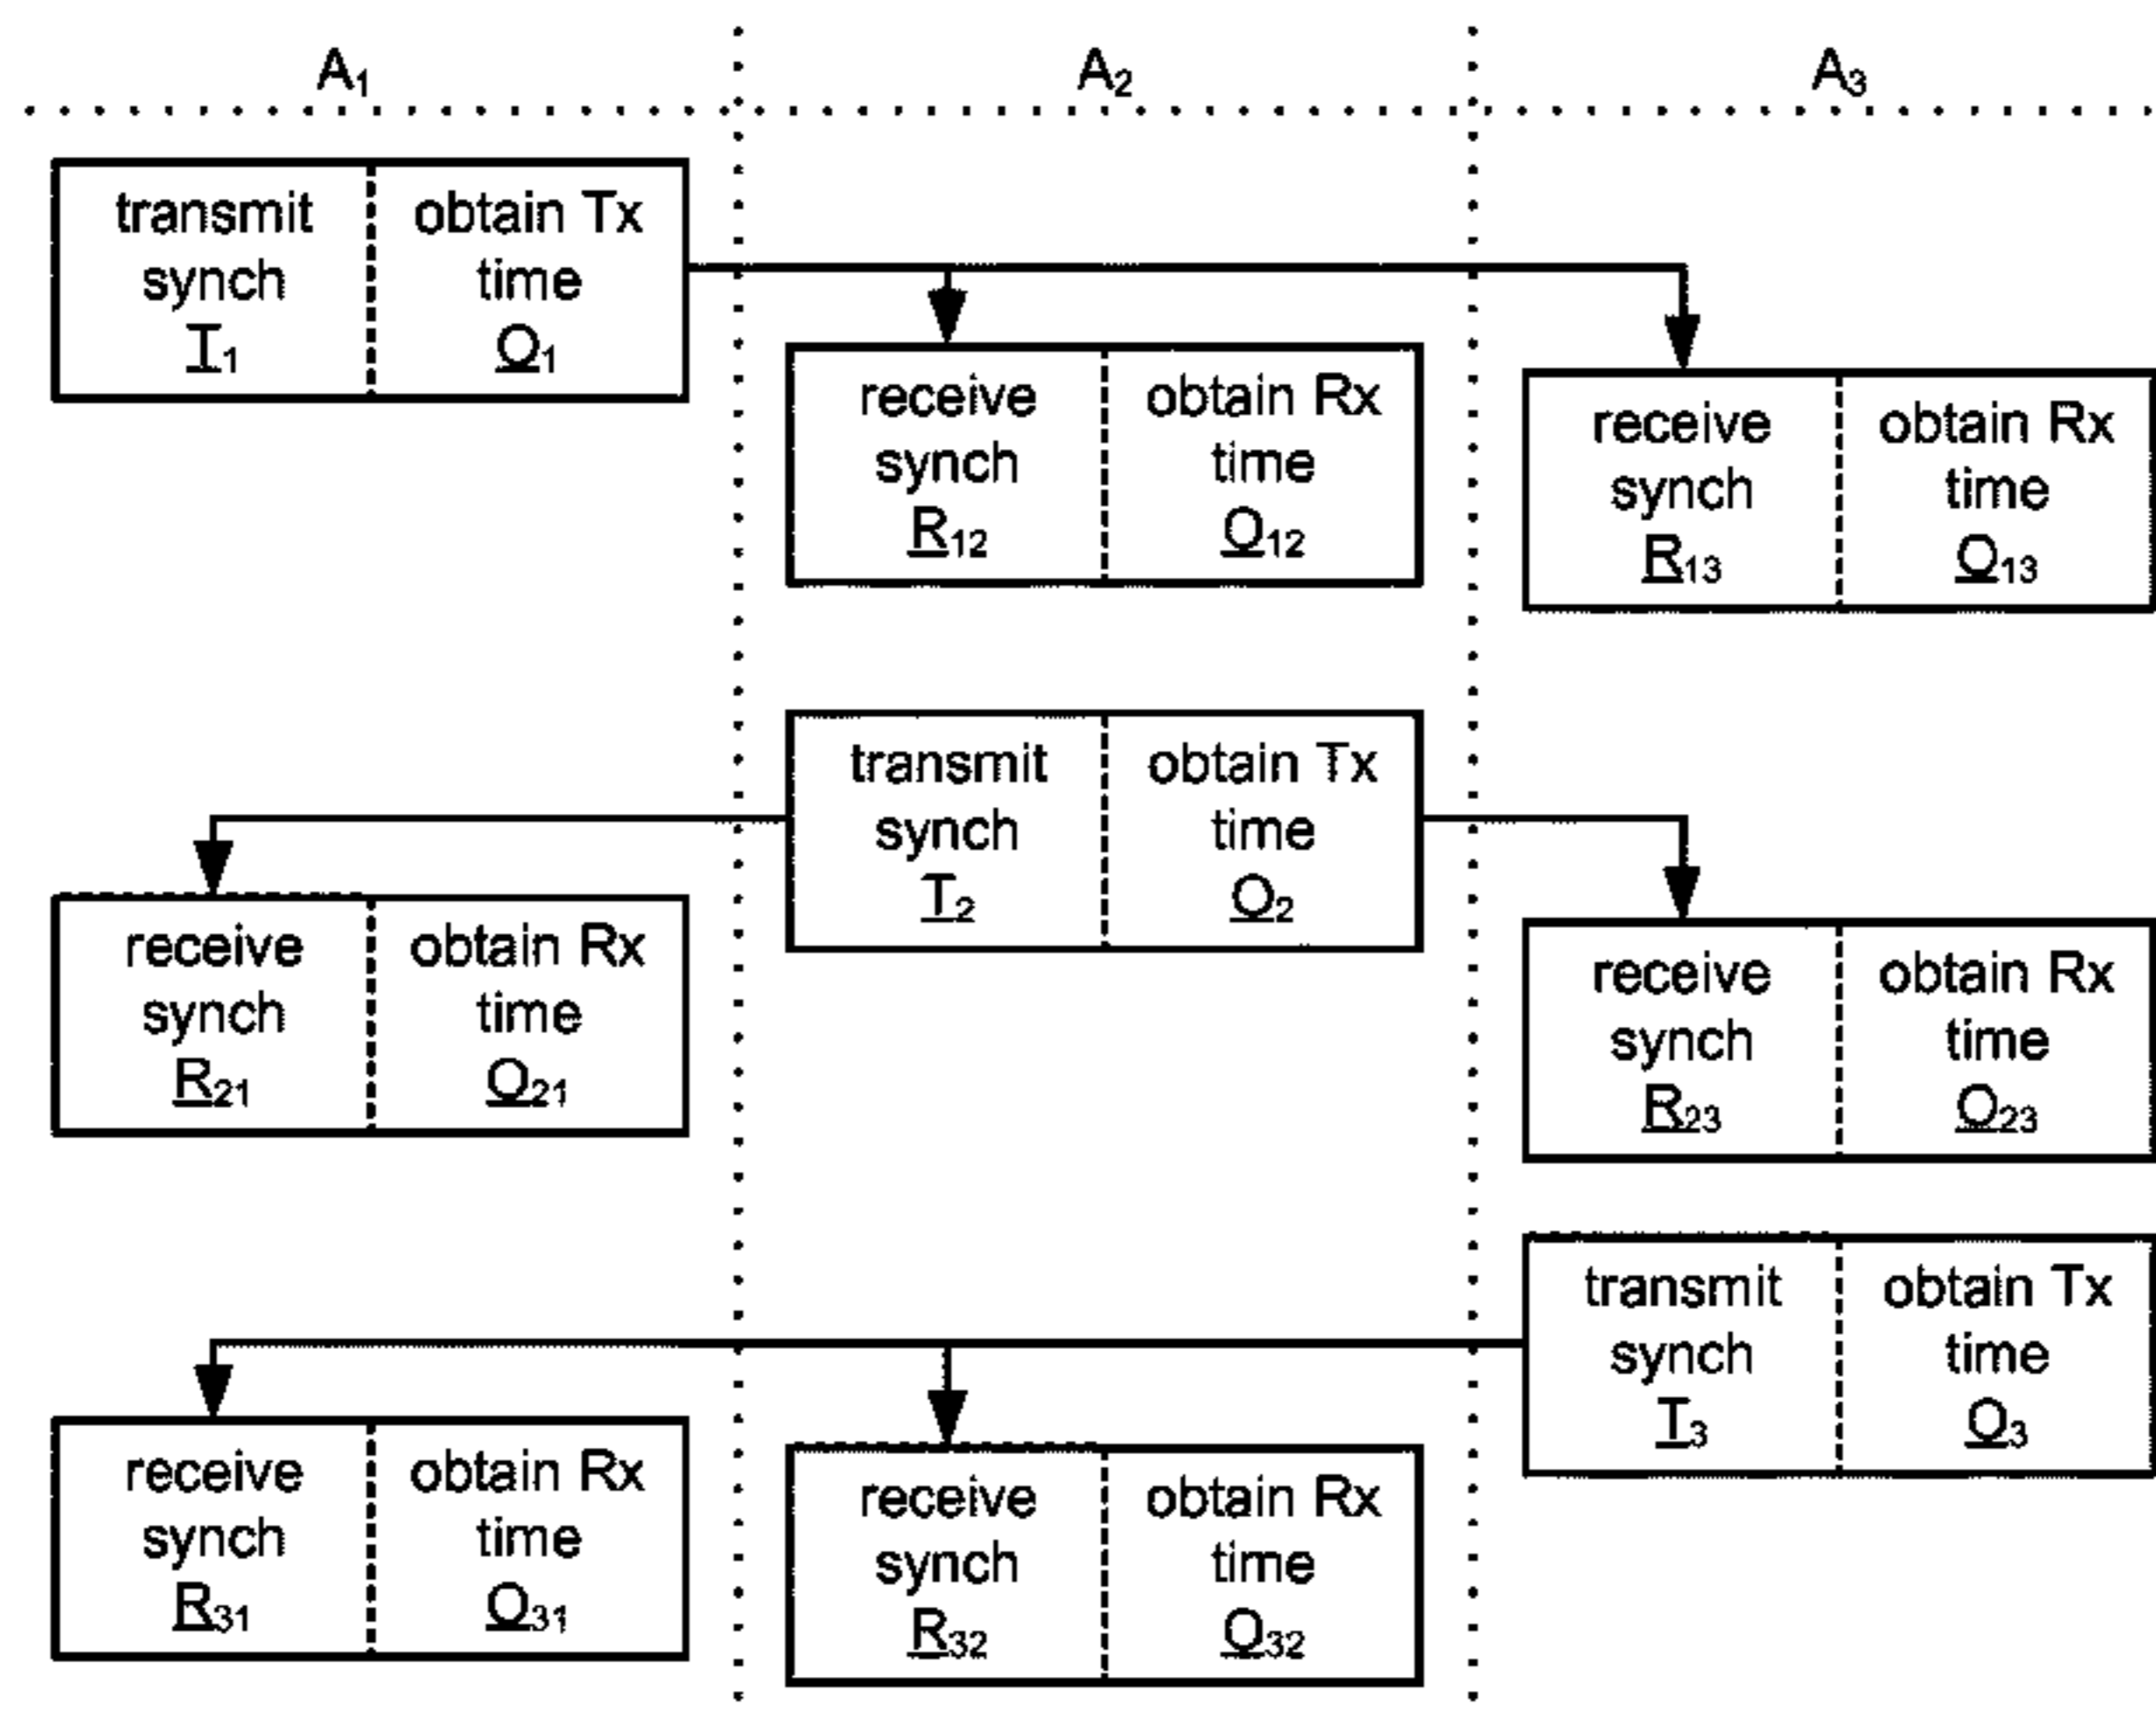 A₁ A₂ A₃
transmit obtain Tx
synch time
T₁ O₁
receive obtain Rx
synch time
R₁₂ O₁₂
receive obtain Rx
synch time
R₁₃ O₁₃
transmit obtain Tx
synch time
T₂ O₂
receive obtain Rx
synch time
R₂₁ O₂₁
receive obtain Rx
synch time
R₂₃ O₂₃
transmit obtain Tx
synch time
T₃ O₃
receive obtain Rx
synch time
R₃₁ O₃₁
receive obtain Rx
synch time
R₃₂ O₃₂